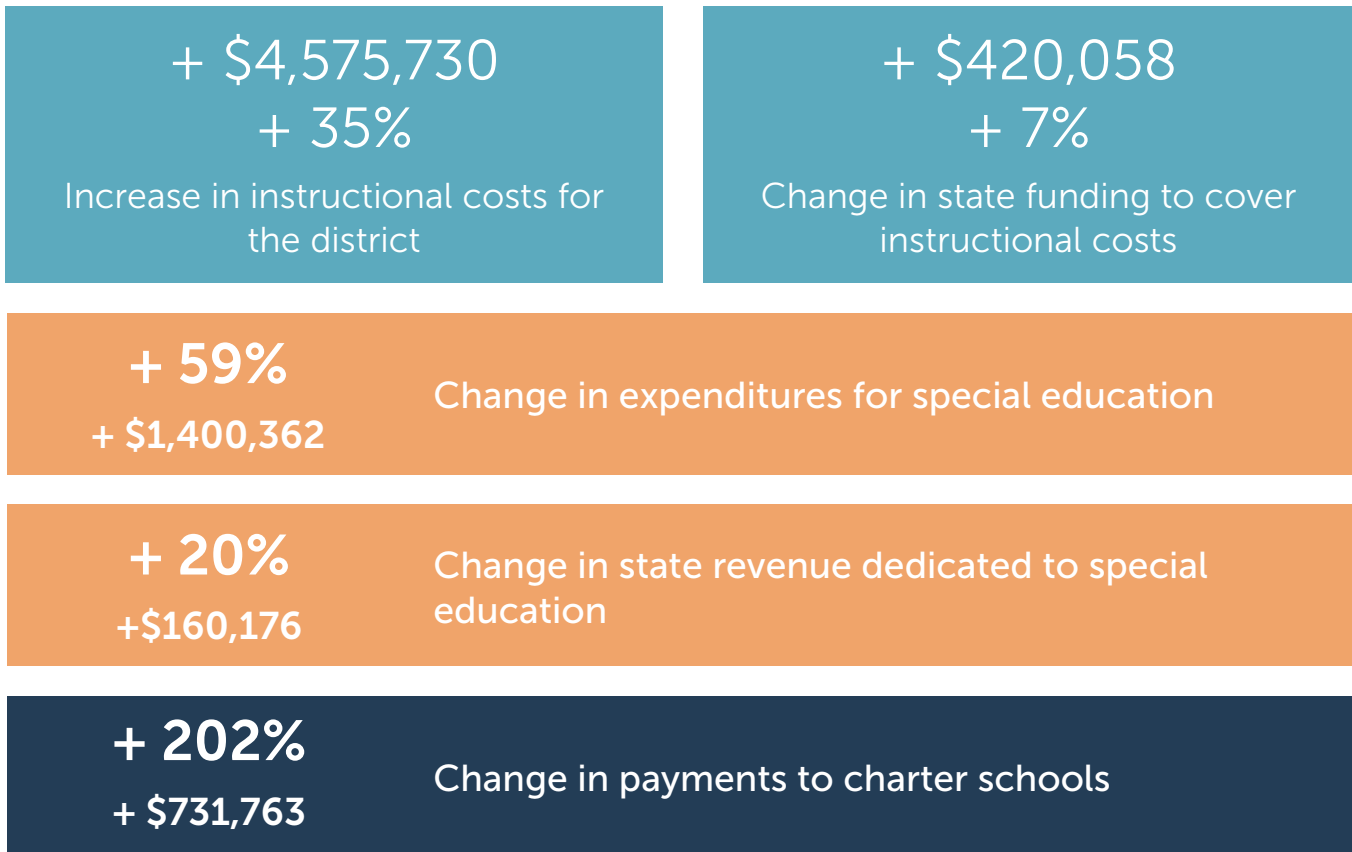 + $4,575,730
+ 35%
Increase in instructional costs for
the district
+ $420,058
+ 7%
Change in state funding to cover
instructional costs
+ 59%
+ $1,400,362
Change in expenditures for special education
+ 20%
+$160,176
Change in state revenue dedicated to special
education
+ 202%
+ $731,763
Change in payments to charter schools